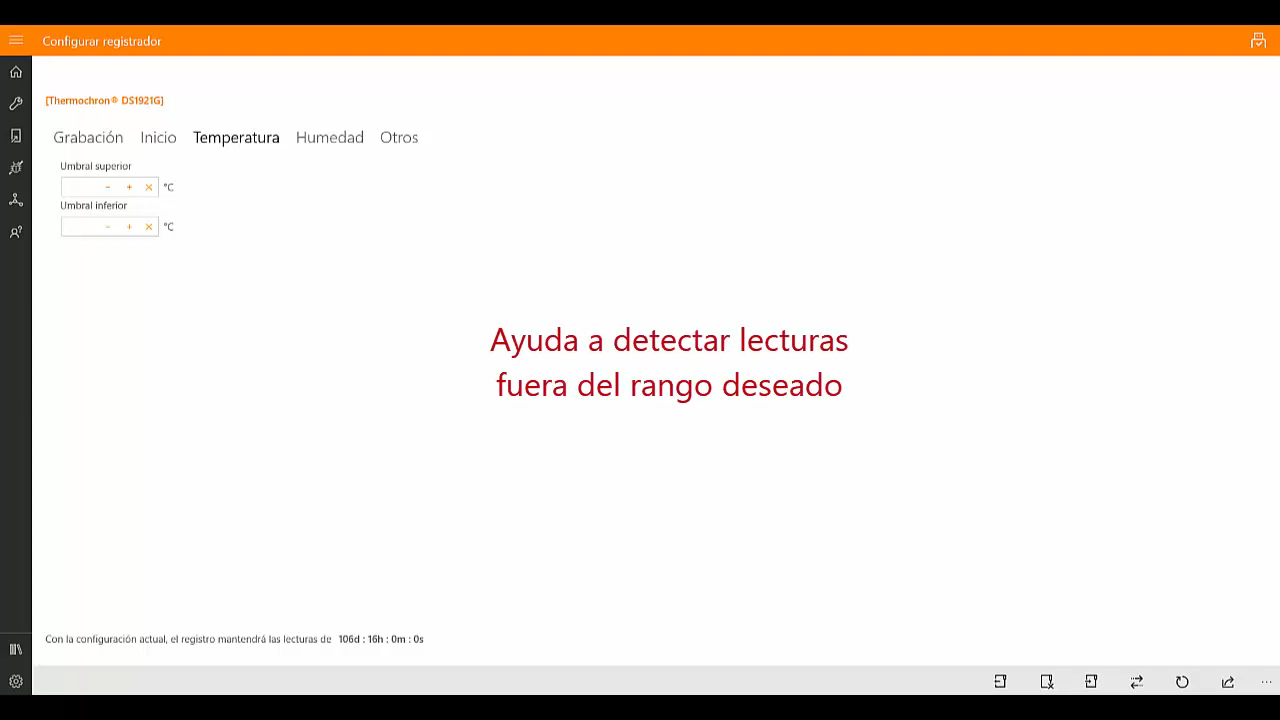 Configurar registrador
[Thermochron® DS1921G]
Grabación Inicio Temperatura Humedad Otros
Umbral superior
°C
Umbral inferior
°C
Ayuda a detectar lecturas
fuera del rango deseado
Con la configuración actual, el registro mantendrá las lecturas de 106d : 16h : 0m : 0s